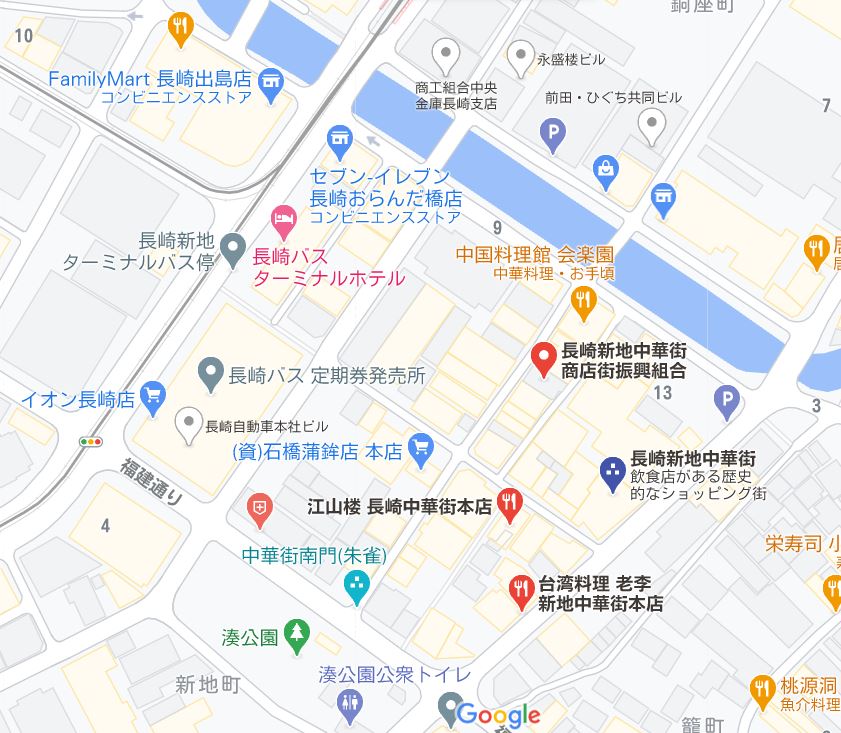 銅座町
10
永盛楼ビル
FamilyMart 長崎出島店
コンビニエンスストア
商工組合中央
金庫長崎支店
前田・ひぐち共同ビル
7
P
セブン-イレブン
長崎おらんだ橋店
コンビニエンスストア
9
長崎新地
ターミナルバス停
長崎バス
ターミナルホテル
中国料理館 会楽園
中華料理・お手頃
居
居
長崎新地中華街
商店街振興組合
長崎バス 定期券発売所
13
イオン長崎店
P
3
長崎自動車本社ビル
(資)石橋蒲鉾店 本店
長崎新地中華街
飲食店がある歴史
的なショッピング街
福建通り
江山楼 長崎中華街本店
4
中華街南門(朱雀)
栄寿司 小
台湾料理 老李
新地中華街本店
湊公園
湊公園公衆トイレ
新地町
桃源洞
魚介料理
Google
籠町